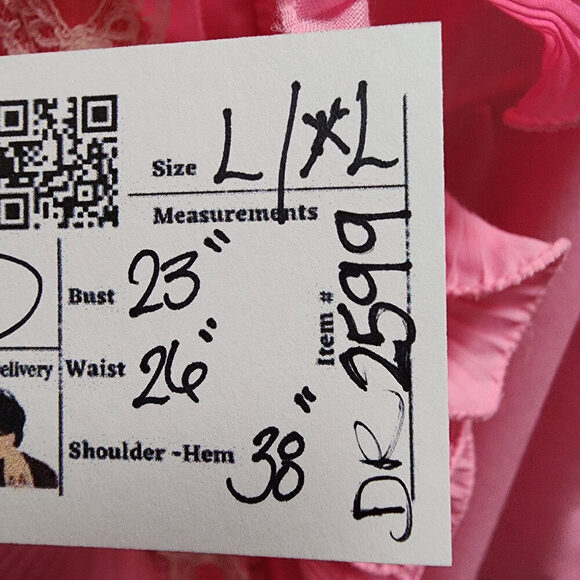 Size L/XL
Measurements
Bust 23"
Waist 26"
Shoulder -Hem 38"
Item # DR 2599
elivery